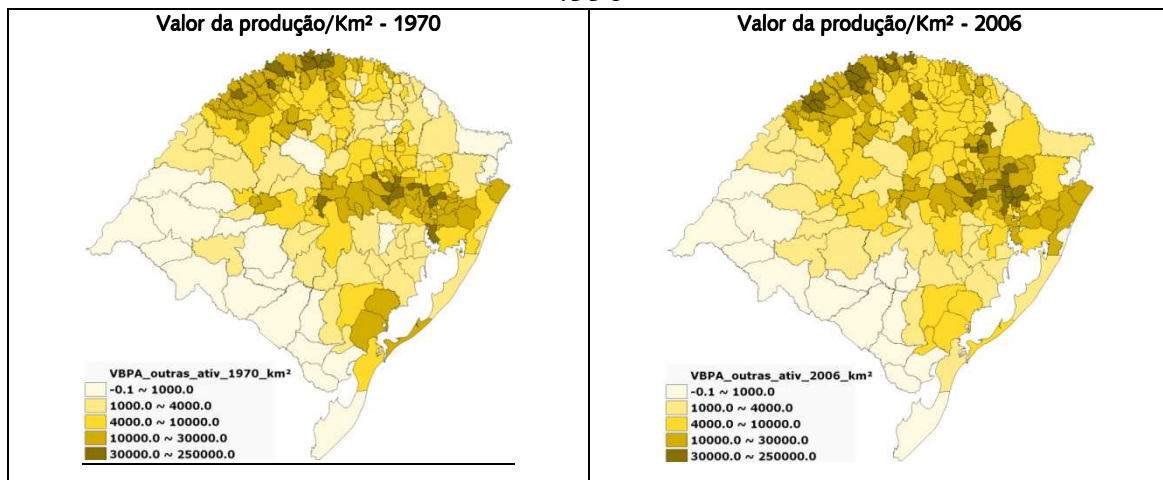 Valor da produção/Km² - 1970
VBPA_outras_ativ_1970_km²
-0.1 ~ 1000.0
1000.0 ~ 4000.0
4000.0 ~ 10000.0
10000.0 ~ 30000.0
30000.0 ~ 250000.0
Valor da produção/Km² - 2006
VBPA_outras_ativ_2006_km²
-0.1 ~ 1000.0
1000.0 ~ 4000.0
4000.0 ~ 10000.0
10000.0 ~ 30000.0
30000.0 ~ 250000.0